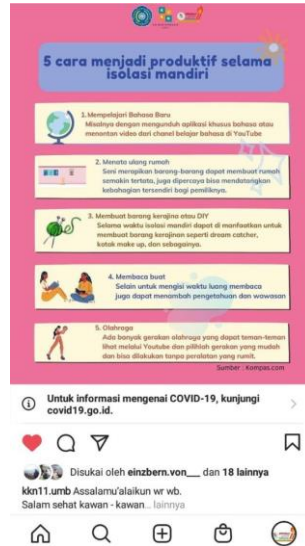 5 cara menjadi produktif selama
isolasi mandiri
1. Mempelajari Bahasa Baru
Misalnya dengan mengunduh aplikasi khusus bahasa atau
menonton video dari chanel belajar bahasa di YouTube
2. Menata ulang rumah
Seni merapikan barang-barang dapat membuat rumah
semakin tertata, juga dipercaya bisa mendatangkan
kebahagian tersendiri bagi pemiliknya.
3. Membuat barang kerajina atau DIY
Selama waktu isolasi mandiri dapat di manfaatkan untuk
membuat barang kerajinan seperti dream catcher,
kotak make up, dan sebagainya.
4. Membaca buat
Selain untuk mengisi waktu luang membaca
juga dapat menambah pengetahuan dan wawasan
5. Olahraga
Ada banyak gerakan olahraga yang dapat teman-teman
lihat melalui Youtube dan pilihlah gerakan yang mudah
dan bisa dilakukan tanpa peralatan yang rumit.
Sumber : Kompas.com
Untuk informasi mengenai COVID-19, kunjungi
covid19.go.id.
Disukai oleh einzbern.von___ dan 18 lainnya
kkn11.umb Assalamu'alaikun wr wb.
Salam sehat kawan - kawan... lainnya